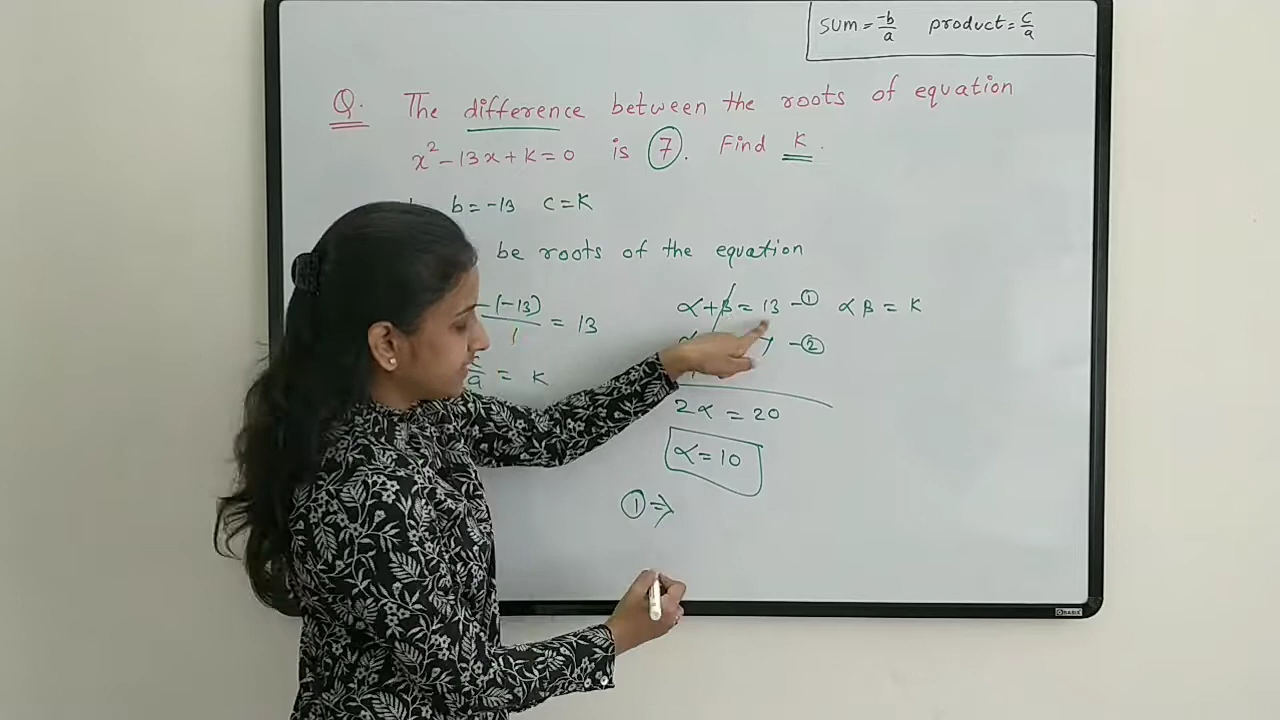 sum = -b/a product = c/a
Q. The difference between the roots of equation
x² - 13x + k = 0 is 7. Find k.
b = -13 c = K
be roots of the equation
-(-13)/1 = 13
α + β = 13 - ① αβ = K
- ②
/a = K
2α = 20
α = 10
① ⇒
OBASIX